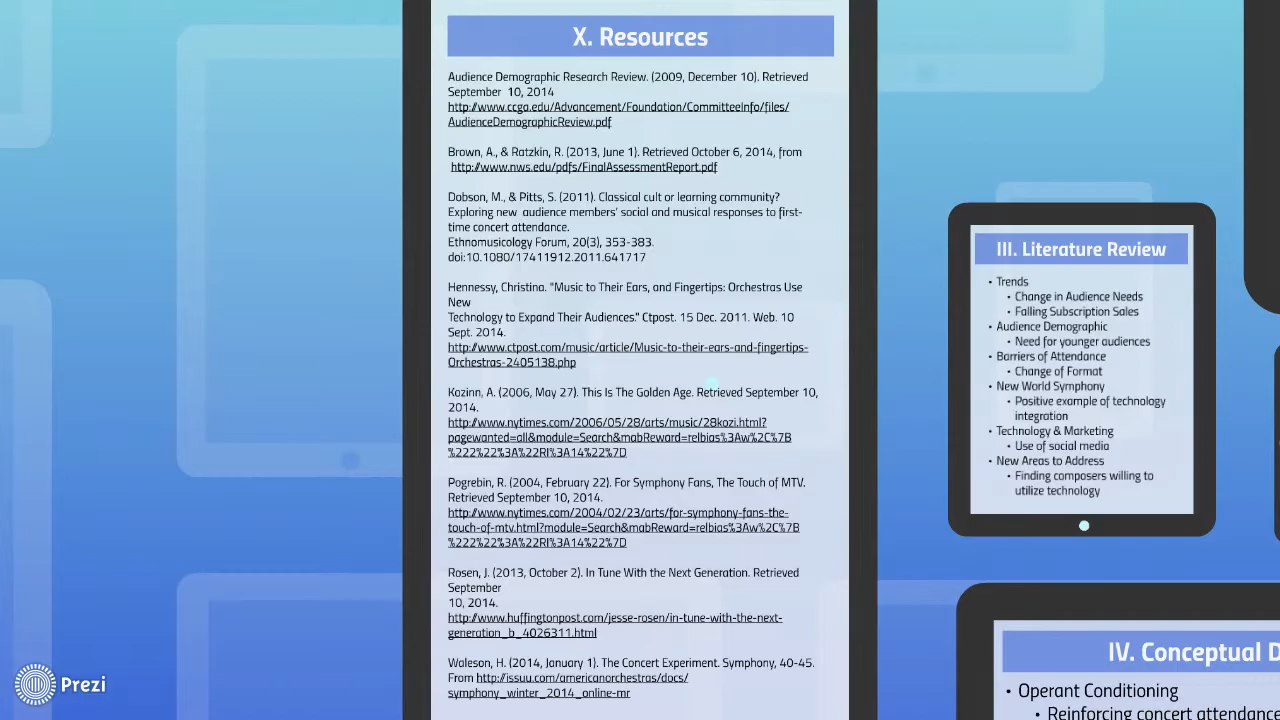 X. Resources
Audience Demographic Research Review. (2009, December 10). Retrieved
September  10, 2014
http://www.ccga.edu/Advancement/Foundation/CommitteeInfo/files/
AudienceDemographicReview.pdf
Brown, A., & Ratzkin, R. (2013, June 1). Retrieved October 6, 2014, from
http://www.nws.edu/pdfs/FinalAssessmentReport.pdf
Dobson, M., & Pitts, S. (2011). Classical cult or learning community?
Exploring new  audience members' social and musical responses to first-
time concert attendance.
Ethnomusicology Forum, 20(3), 353-383.
doi:10.1080/17411912.2011.641717
Hennessy, Christina. "Music to Their Ears, and Fingertips: Orchestras Use
New
Technology to Expand Their Audiences." Ctpost. 15 Dec. 2011. Web. 10
Sept. 2014.
http://www.ctpost.com/music/article/Music-to-their-ears-and-fingertips-
Orchestras-2405138.php
Kozinn, A. (2006, May 27). This Is The Golden Age. Retrieved September 10,
2014.
http://www.nytimes.com/2006/05/28/arts/music/28kozi.html?
pagewanted=all&module=Search&mabReward=relbias%3Aw%2C%7B
%222%22%3A%22RI%3A14%22%7D
Pogrebin, R. (2004, February 22). For Symphony Fans, The Touch of MTV.
Retrieved September 10, 2014.
http://www.nytimes.com/2004/02/23/arts/for-symphony-fans-the-
touch-of-mtv.html?module=Search&mabReward=relbias%3Aw%2C%7B
%222%22%3A%22RI%3A14%22%7D
Rosen, J. (2013, October 2). In Tune With the Next Generation. Retrieved
September
10, 2014.
http://www.huffingtonpost.com/jesse-rosen/in-tune-with-the-next-
generation_b_4026311.html
Waleson, H. (2014, January 1). The Concert Experiment. Symphony, 40-45.
From http://issuu.com/americanorchestras/docs/
symphony_winter_2014_online-mr
III. Literature Review
• Trends
• Change in Audience Needs
• Falling Subscription Sales
• Audience Demographic
• Need for younger audiences
• Barriers of Attendance
• Change of Format
• New World Symphony
• Positive example of technology
integration
• Technology & Marketing
• Use of social media
• New Areas to Address
• Finding composers willing to
utilize technology
IV. Conceptual D
• Operant Conditioning
• Reinforcing concert attendance
Prezi